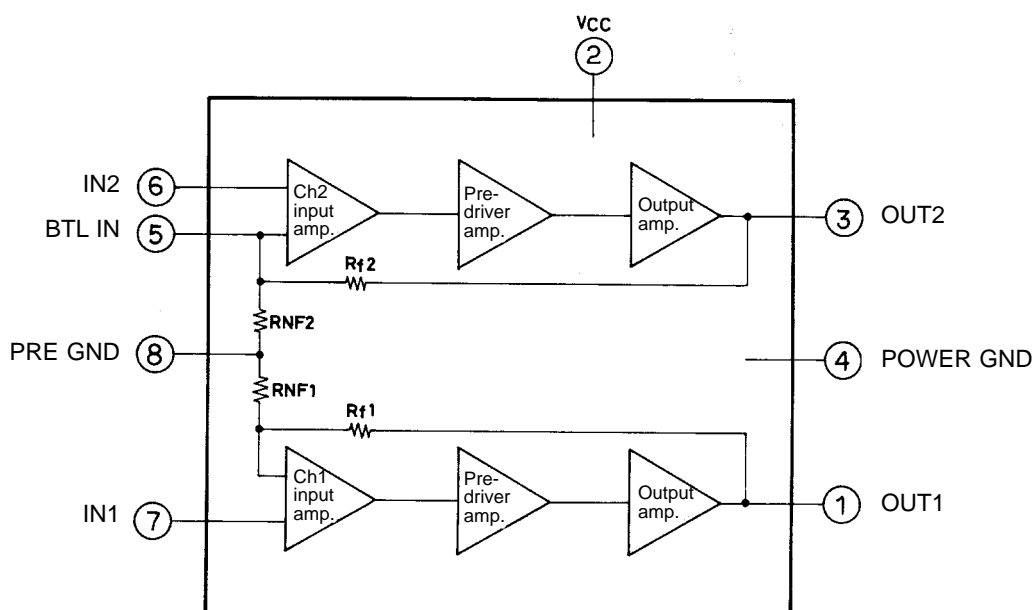 VCC
2
IN2 6
Ch2
input
amp.
Pre-
driver
amp.
Output
amp.
3 OUT2
BTL IN 5
Rf2
RNF2
PRE GND 8
4 POWER GND
RNF1
Rf1
Ch1
input
amp.
Pre-
driver
amp.
Output
amp.
1 OUT1
IN1 7